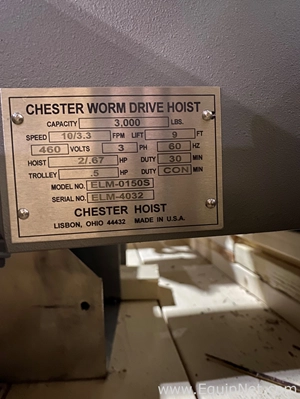 CHESTER WORM DRIVE HOIST
CAPACITY 3,000 LBS.
SPEED 10/3.3 FPM LIFT 9 FT
460 VOLTS 3 PH 60 HZ
HOIST 2/.67 HP DUTY 30 MIN
TROLLEY .5 HP DUTY CON MIN
MODEL NO. ELM-0150S
SERIAL NO. ELM-4032
CHESTER HOIST
LISBON, OHIO 44432 MADE IN U.S.A.
© EquipNet.com